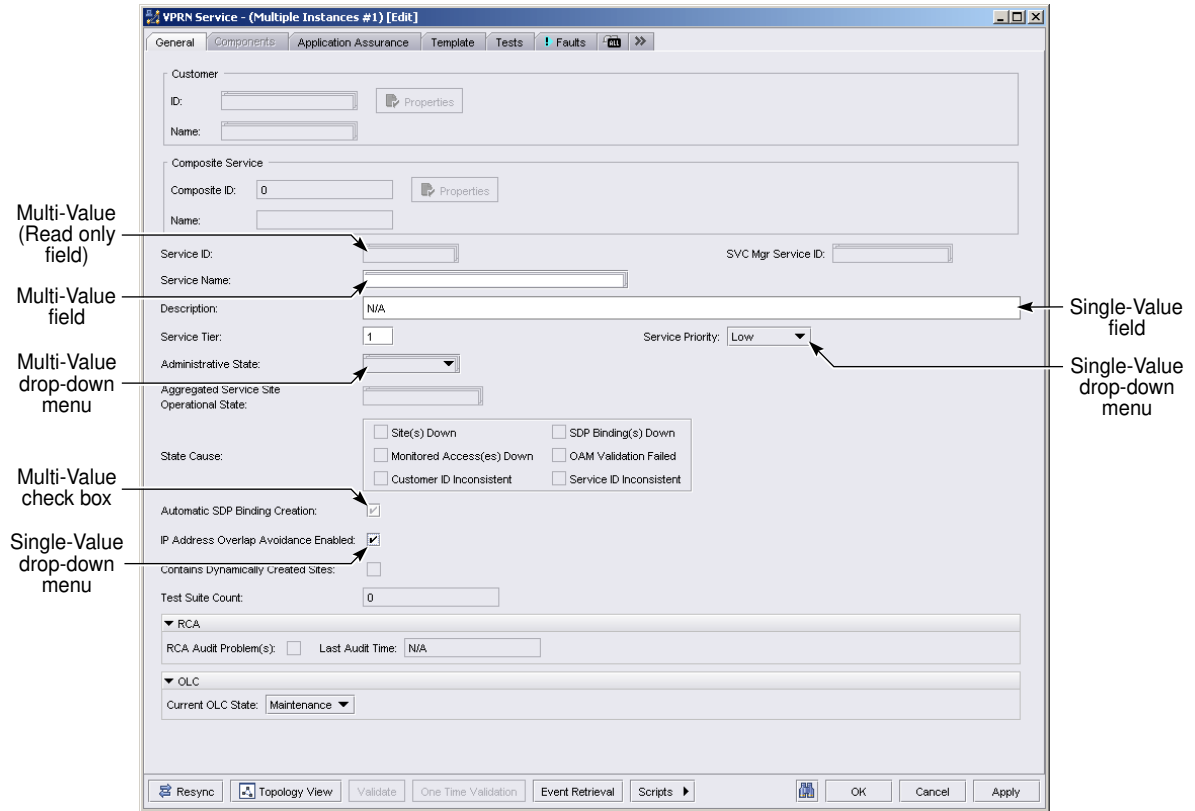 VPRN Service - (Multiple Instances #1) [Edit]
General Components Application Assurance Template Tests ! Faults ALL >>
Customer
ID: Properties
Name:
Composite Service
Composite ID: 0 Properties
Name:
Multi-Value
(Read only
field)
Service ID: SVC Mgr Service ID:
Service Name:
Multi-Value
field
Description: N/A
Single-Value
field
Service Tier: 1 Service Priority: Low
Multi-Value
drop-down
menu
Administrative State:
Single-Value
drop-down
menu
Aggregated Service Site
Operational State:
State Cause:
Site(s) Down SDP Binding(s) Down
Monitored Access(es) Down OAM Validation Failed
Customer ID Inconsistent Service ID Inconsistent
Multi-Value
check box
Automatic SDP Binding Creation:
Single-Value
drop-down
menu
IP Address Overlap Avoidance Enabled:
Contains Dynamically Created Sites:
Test Suite Count: 0
RCA
RCA Audit Problem(s): Last Audit Time: N/A
OLC
Current OLC State: Maintenance
Resync Topology View Validate One Time Validation Event Retrieval Scripts OK Cancel Apply